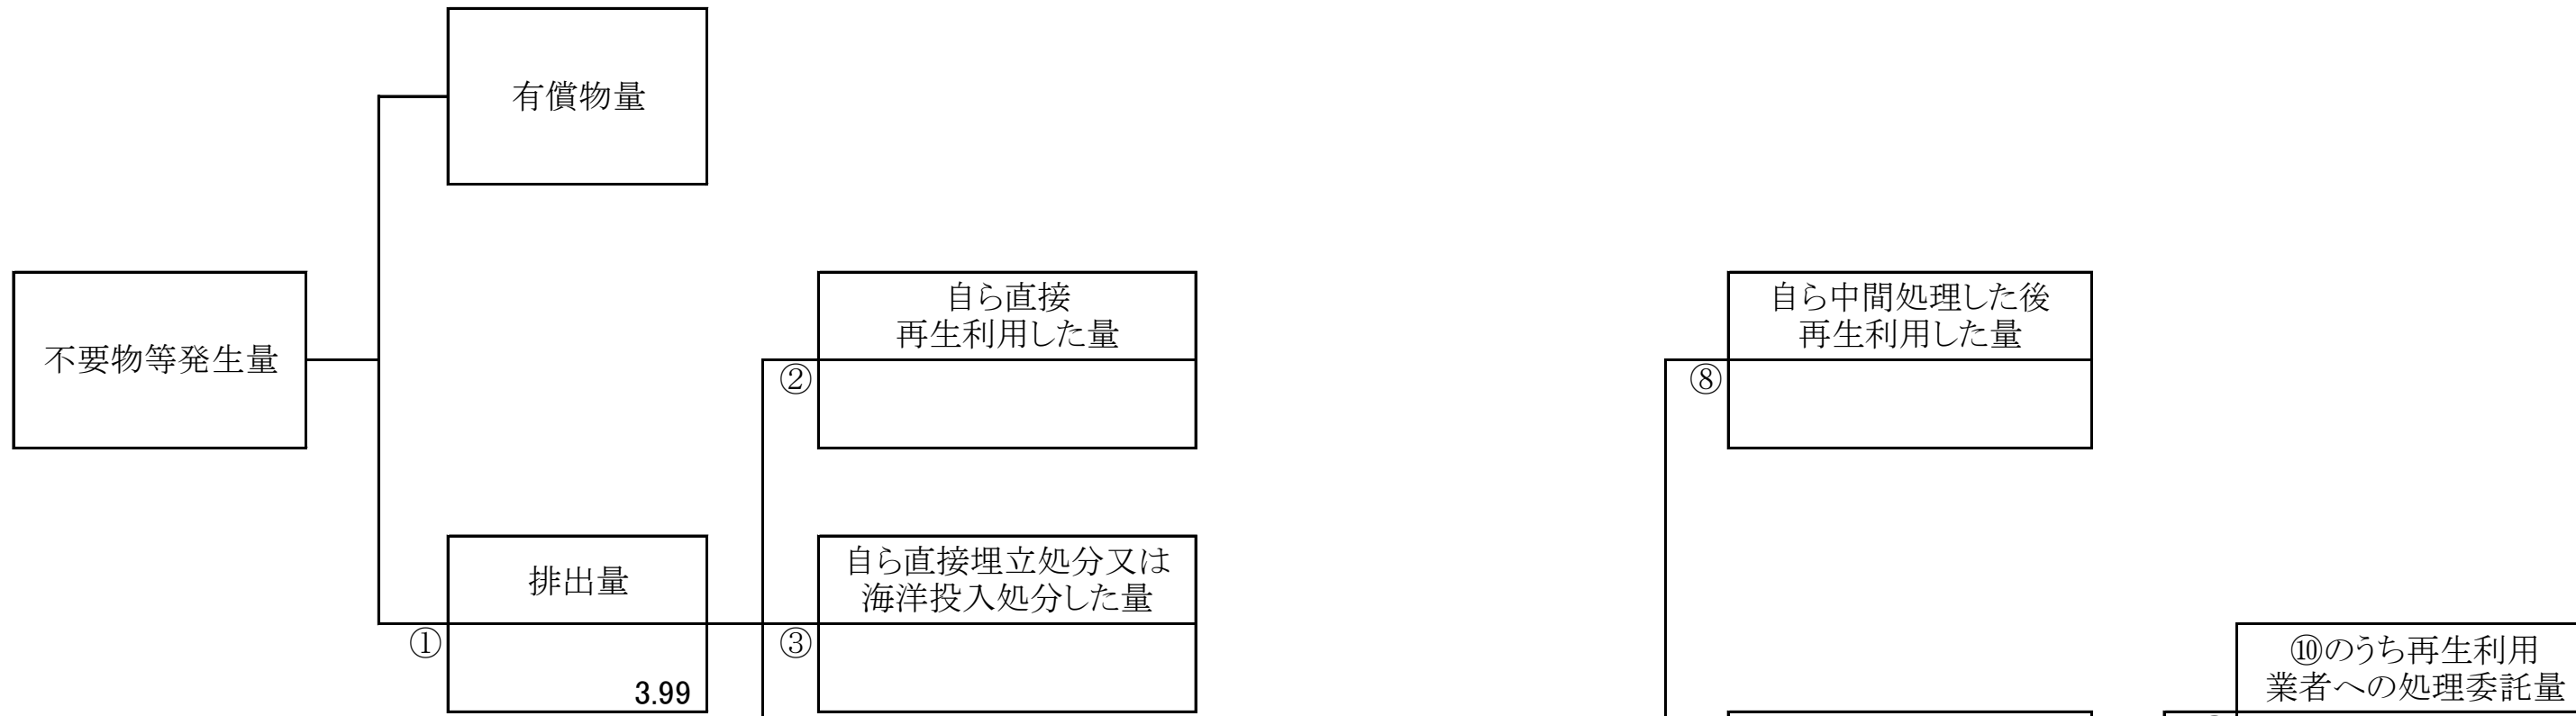 有償物量
自ら直接
再生利用した量
自ら中間処理した後
再生利用した量
不要物等発生量
②
⑧
排出量
自ら直接埋立処分又は
海洋投入処分した量
①
③
3.99
⑩のうち再生利用
業者への処理委託量